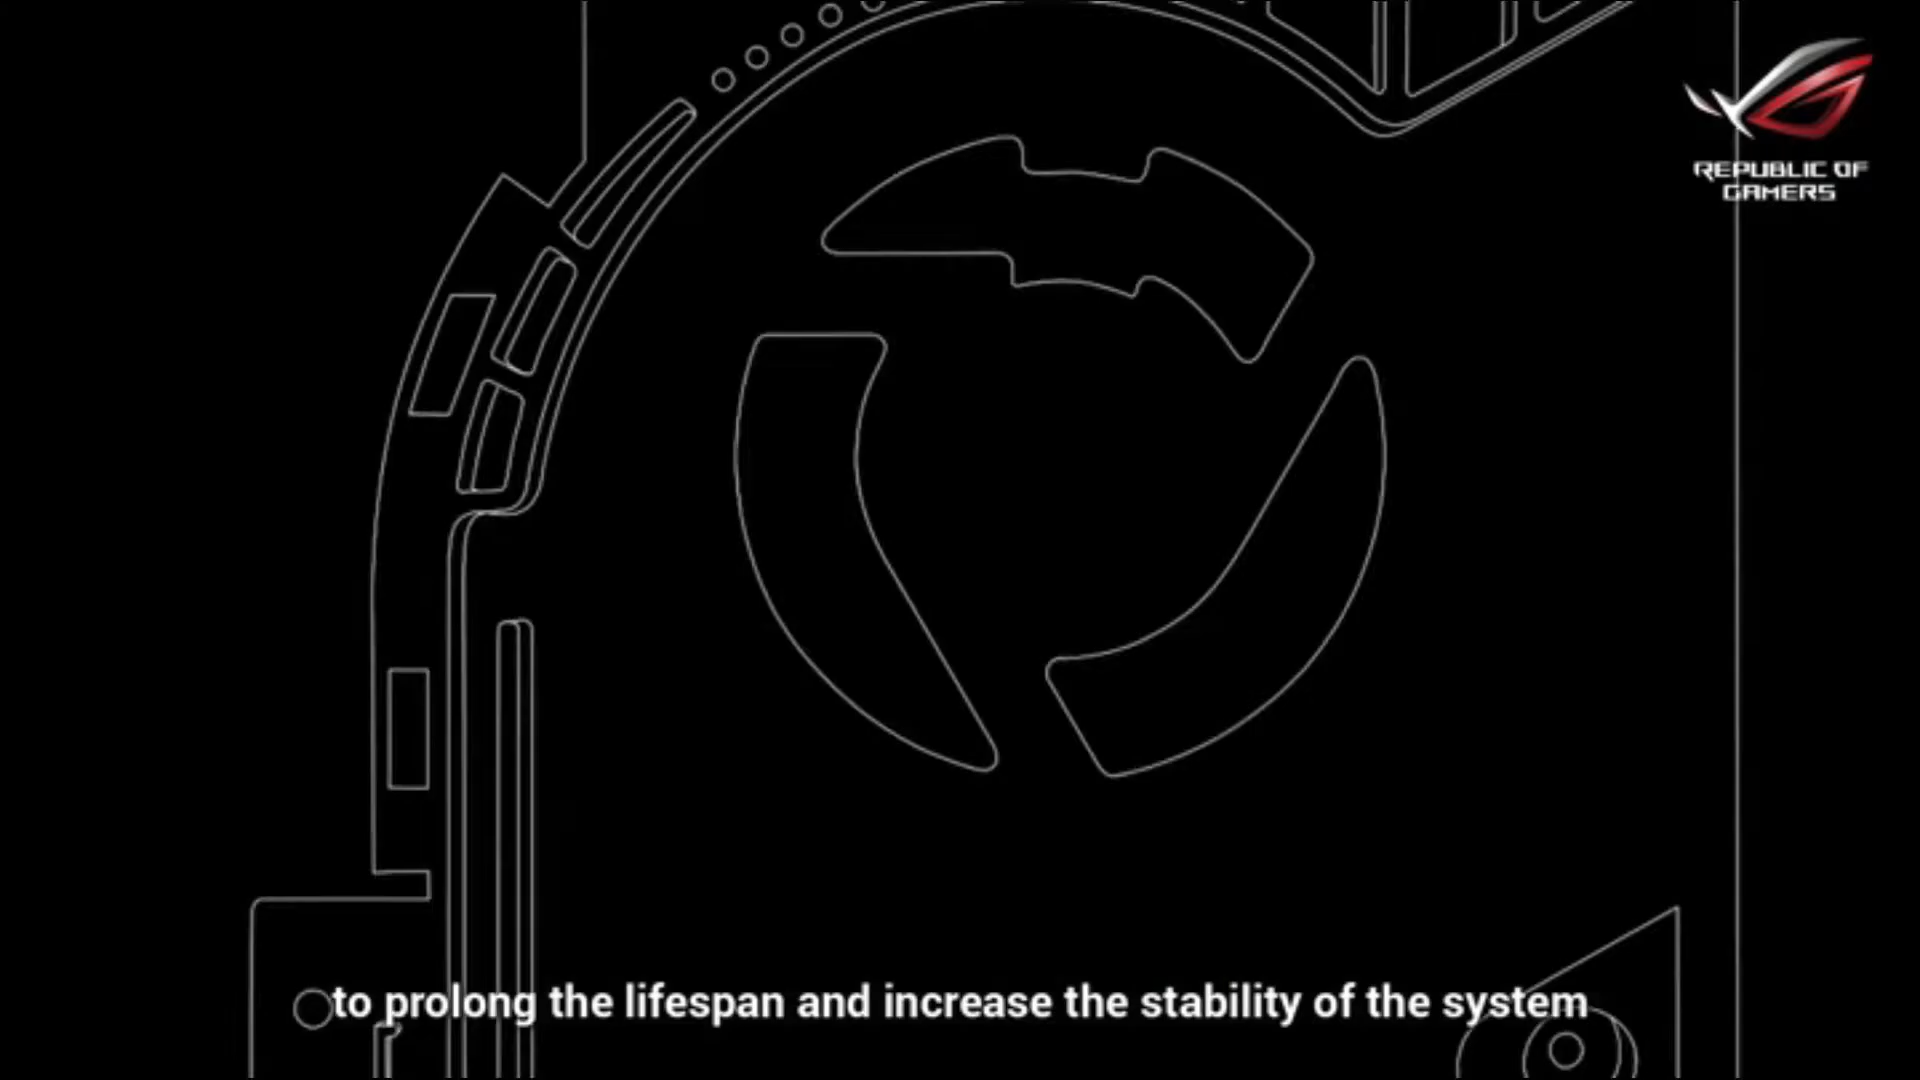 REPUBLIC OF
GAMERS
to prolong the lifespan and increase the stability of the system